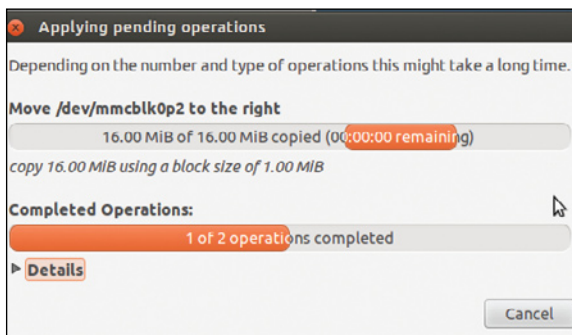 Applying pending operations
Depending on the number and type of operations this might take a long time.
Move /dev/mmcblk0p2 to the right
16.00 MiB of 16.00 MiB copied (00:00:00 remaining)
copy 16.00 MiB using a block size of 1.00 MiB
Completed Operations:
1 of 2 operations completed
Details
Cancel